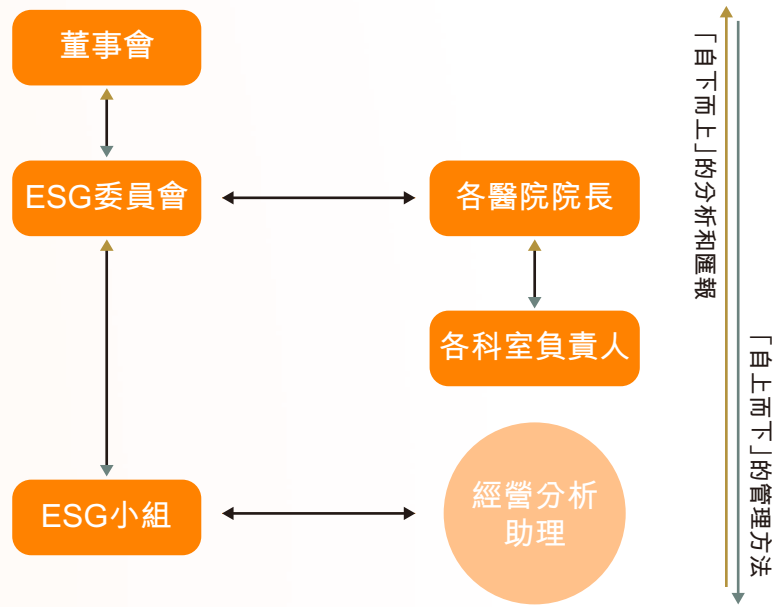 董事會
ESG委員會
各醫院院長
各科室負責人
ESG小組
經營分析
助理
「自下而上」的分析和匯報
「自上而下」的管理方法